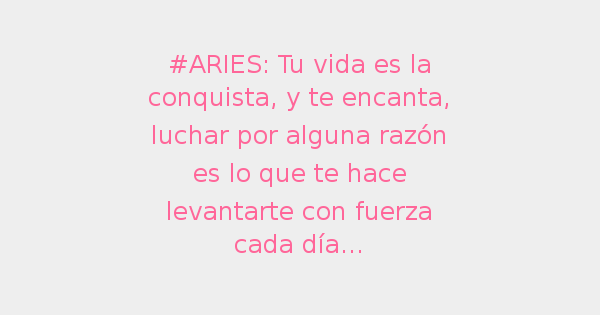 #ARIES: Tu vida es la
conquista, y te encanta,
luchar por alguna razón
es lo que te hace
levantarte con fuerza
cada día...